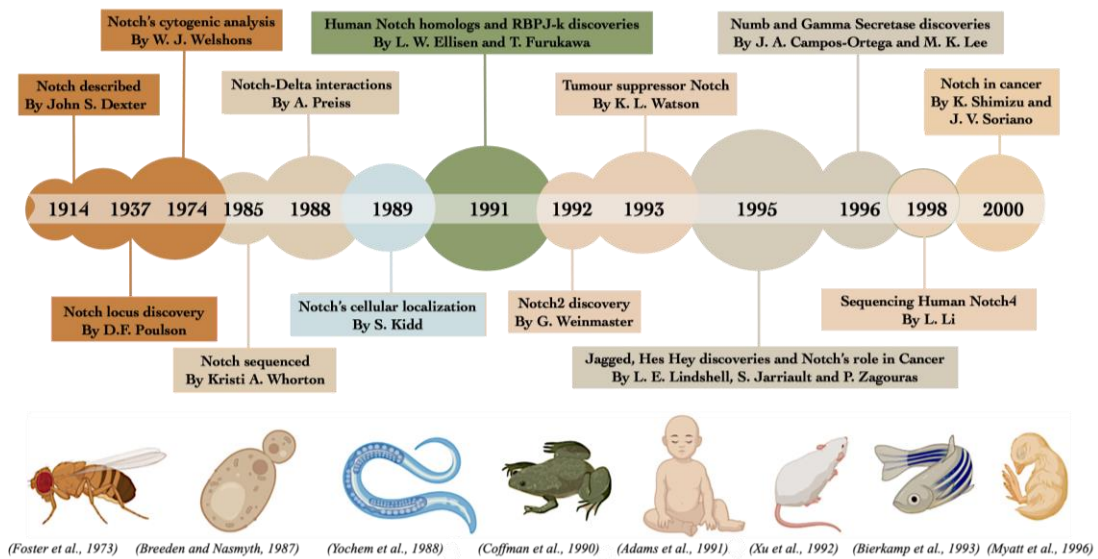 Notch's cytogenic analysis
By W. J. Welshons
Human Notch homologs and RBPJ-k discoveries
By L. W. Ellisen and T. Furukawa
Numb and Gamma Secretase discoveries
By J. A. Campos-Ortega and M. K. Lee
Notch described
By John S. Dexter
Notch-Delta interactions
By A. Preiss
Tumour suppressor Notch
By K. L. Watson
Notch in cancer
By K. Shimizu and
J. V. Soriano
1914 1937 1974 1985 1988 1989 1991 1992 1993 1995 1996 1998 2000
Notch locus discovery
By D.F. Poulson
Notch's cellular localization
By S. Kidd
Notch2 discovery
By G. Weinmaster
Sequencing Human Notch4
By L. Li
Notch sequenced
By Kristi A. Whorton
Jagged, Hes Hey discoveries and Notch's role in Cancer
By L. E. Lindshell, S. Jarriault and P. Zagouras
(Foster et al., 1973) (Breeden and Nasmyth, 1987) (Yochem et al., 1988) (Coffman et al., 1990) (Adams et al., 1991) (Xu et al., 1992) (Bierkamp et al., 1993) (Myatt et al., 1996)